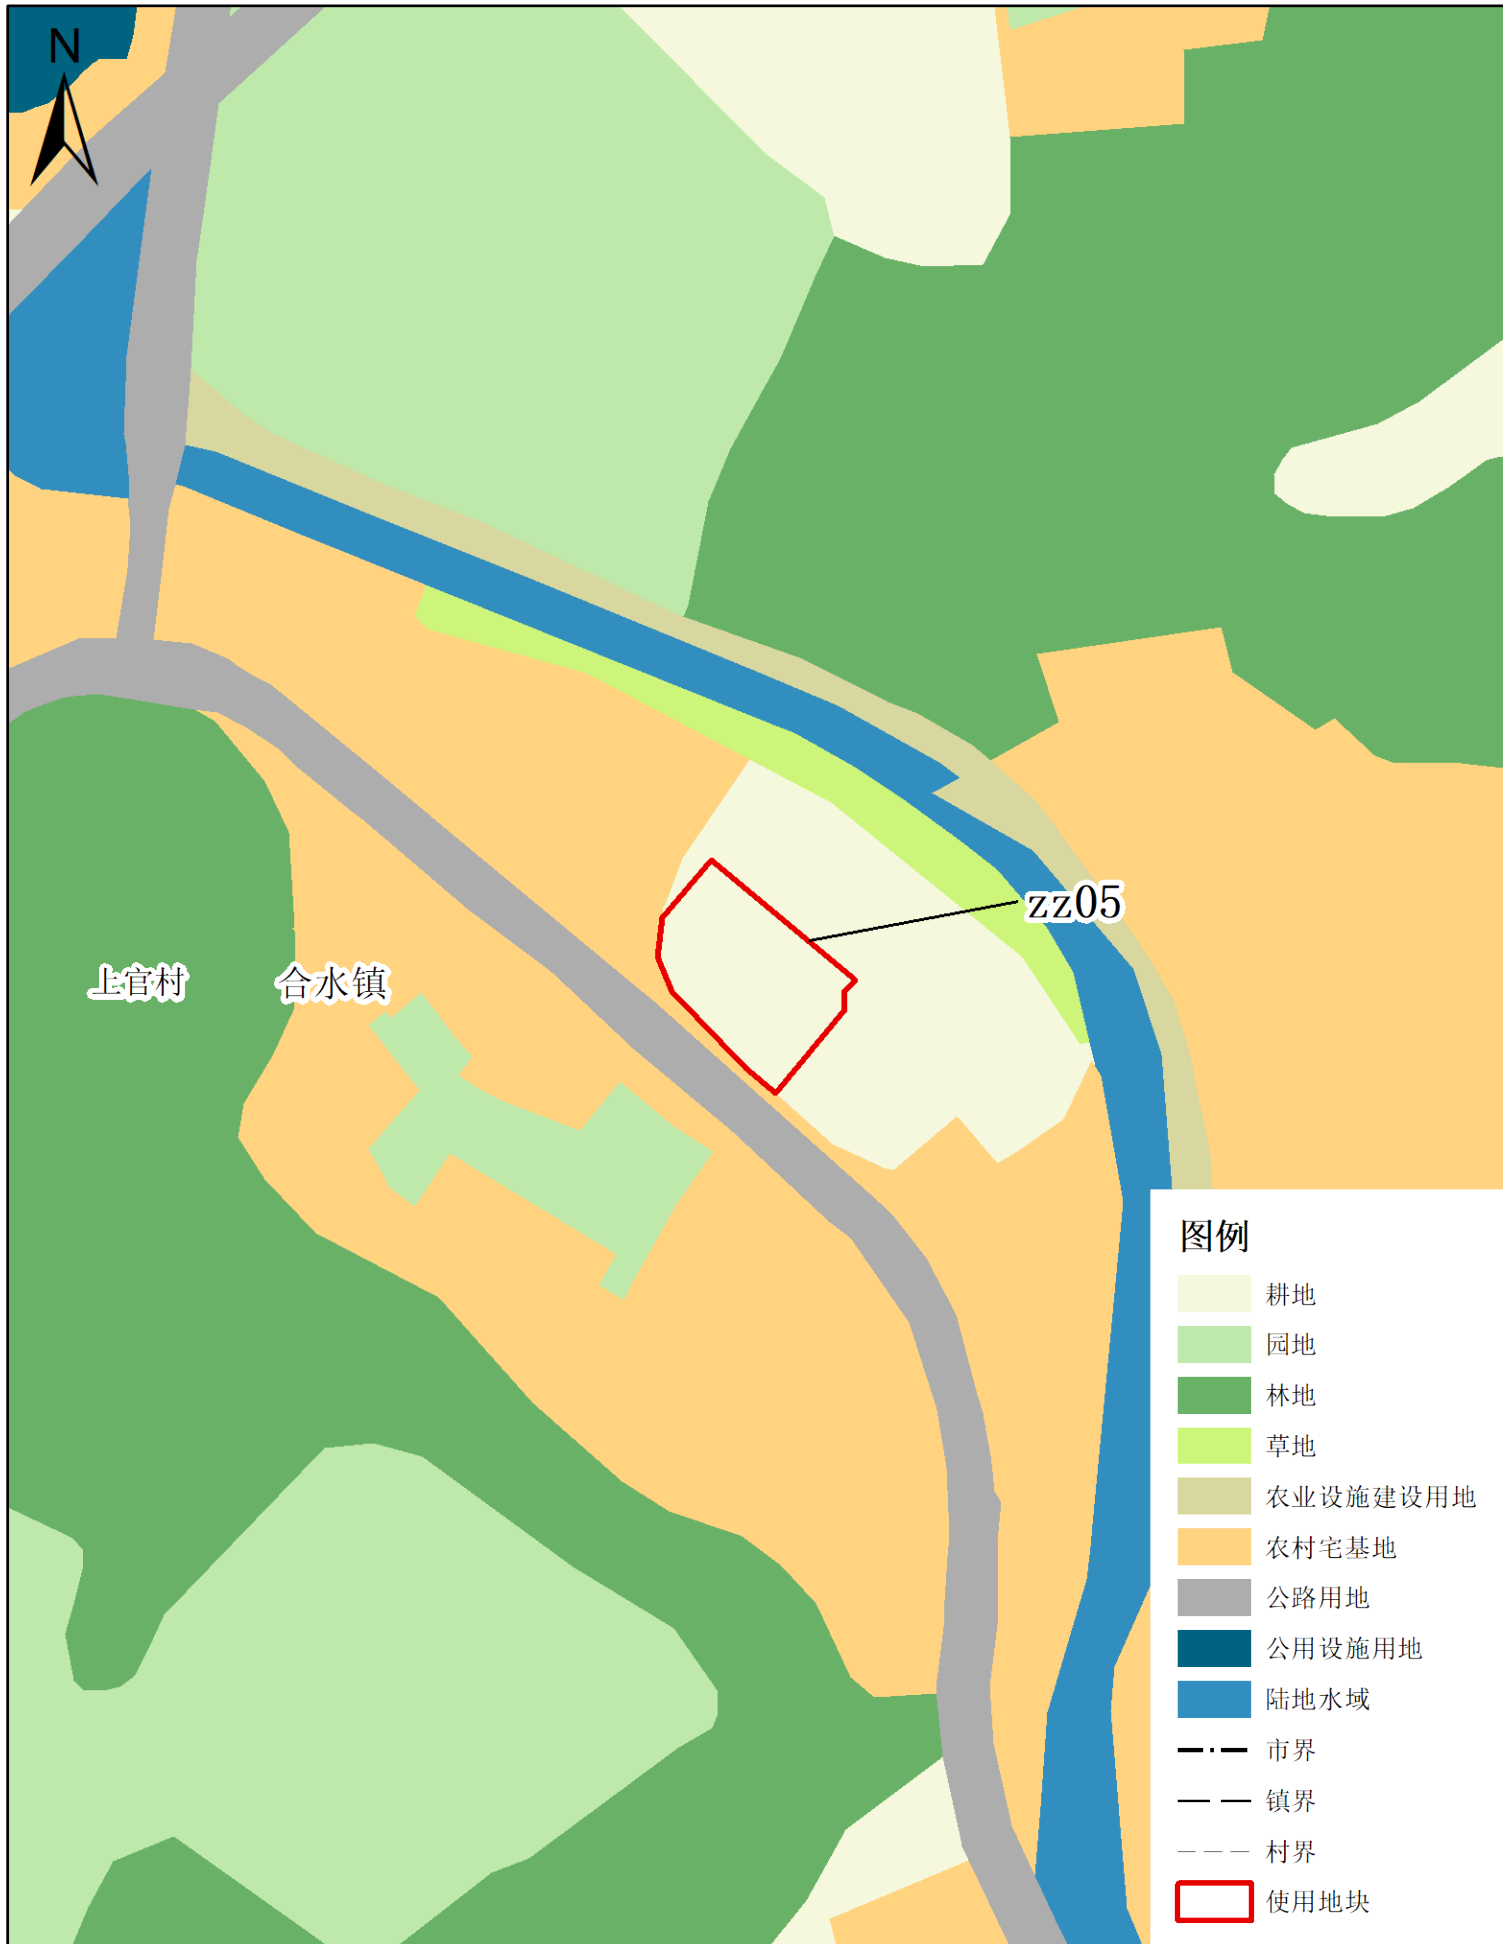 N
zz05
上官村
合水镇
图例
耕地
园地
林地
草地
农业设施建设用地
农村宅基地
公路用地
公用设施用地
陆地水域
市界
镇界
村界
使用地块